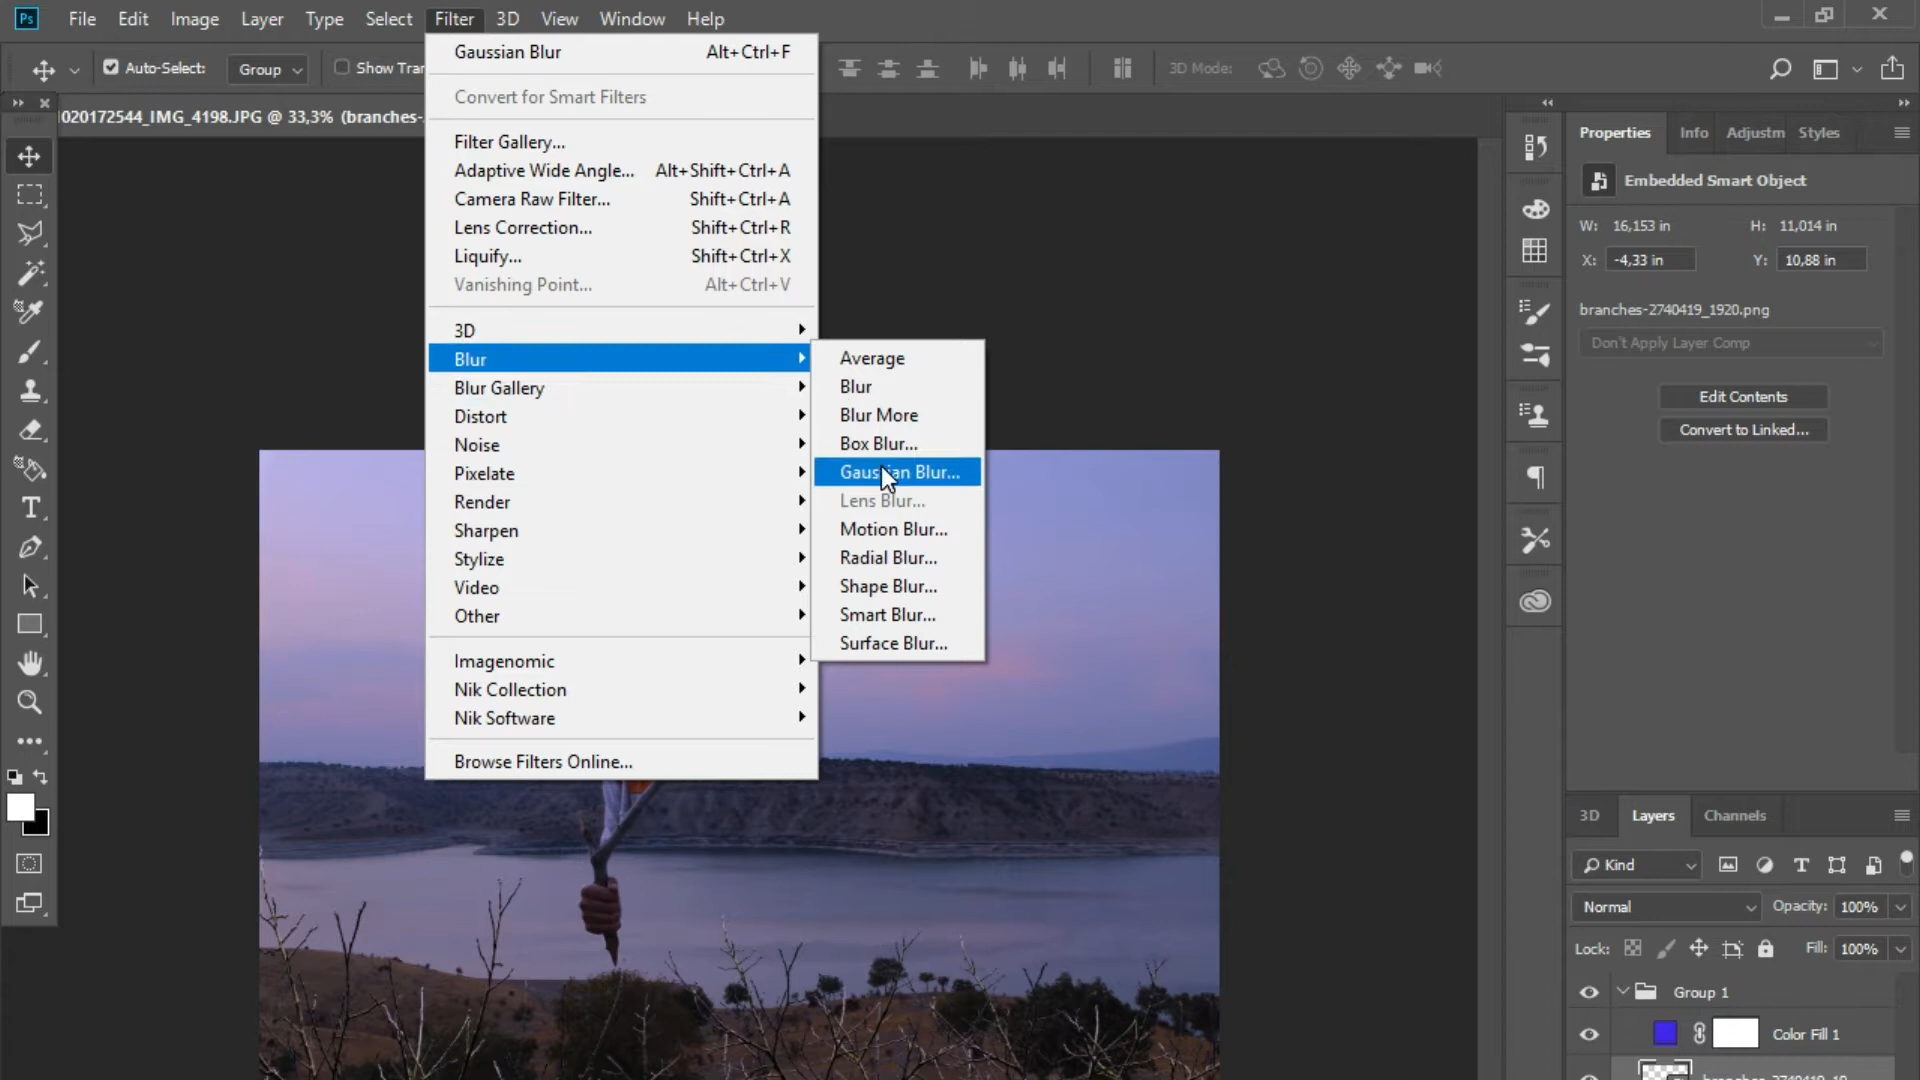 Ps File Edit Image Layer Type Select Filter 3D View Window Help
Auto-Select: Group Show Tran 3D Mode:
1020172544_IMG_4198.JPG @ 33,3% (branches-
Gaussian Blur Alt+Ctrl+F
Convert for Smart Filters
Filter Gallery...
Adaptive Wide Angle... Alt+Shift+Ctrl+A
Camera Raw Filter... Shift+Ctrl+A
Lens Correction... Shift+Ctrl+R
Liquify... Shift+Ctrl+X
Vanishing Point... Alt+Ctrl+V
3D
Blur
Blur Gallery
Distort
Noise
Pixelate
Render
Sharpen
Stylize
Video
Other
Imagenomic
Nik Collection
Nik Software
Browse Filters Online...
Average
Blur
Blur More
Box Blur...
Gaussian Blur...
Lens Blur...
Motion Blur...
Radial Blur...
Shape Blur...
Smart Blur...
Surface Blur...
Properties Info Adjustm Styles
Embedded Smart Object
W: 16,153 in H: 11,014 in
X: -4,33 in Y: 10,88 in
branches-2740419_1920.png
Don't Apply Layer Comp
Edit Contents
Convert to Linked...
3D Layers Channels
Kind
Normal Opacity: 100%
Lock: Fill: 100%
Group 1
Color Fill 1